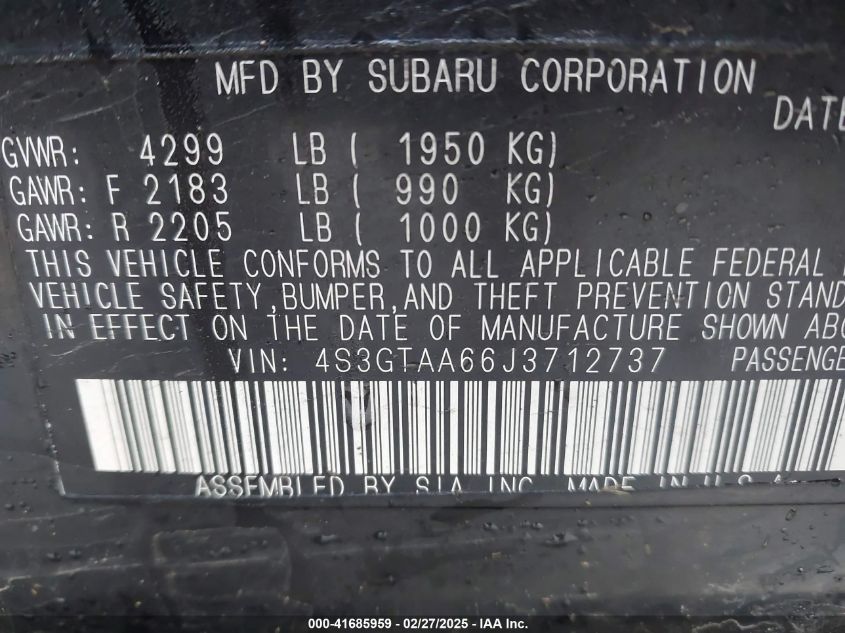 MFD BY SUBARU CORPORATION
DATE
GVWR: 4299 LB ( 1950 KG)
GAWR: F 2183 LB ( 990 KG)
GAWR: R 2205 LB ( 1000 KG)
THIS VEHICLE CONFORMS TO ALL APPLICABLE FEDERAL
VEHICLE SAFETY,BUMPER,AND THEFT PREVENTION STAND
IN EFFECT ON THE DATE OF MANUFACTURE SHOWN ABO
VIN: 4S3GTAA66J3712737 PASSENGE
ASSEMBLED BY SIA INC. MADE IN U.S.A.
000-41685959 - 02/27/2025 - © IAA Holdings, LLC.